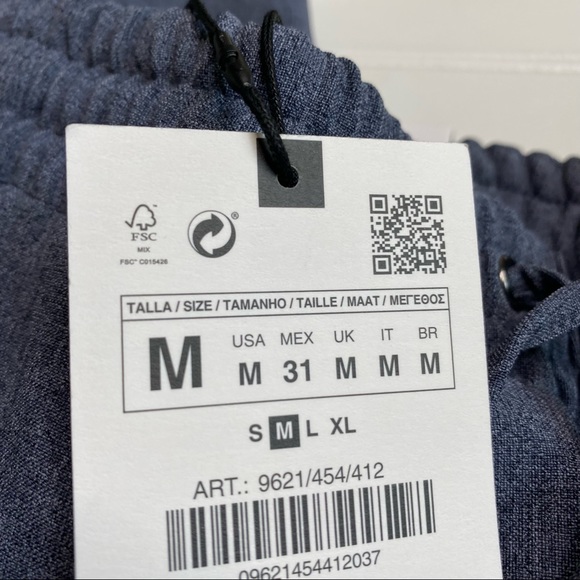 FSC
MIX
FSC® C015426
®
TALLA / SIZE / TAMANHO / TAILLE / MAAT / ΜΕΓΕΘΟΣ
M
USA MEX UK IT BR
M 31 M M M
S M L XL
ART.: 9621/454/412
09621454412037